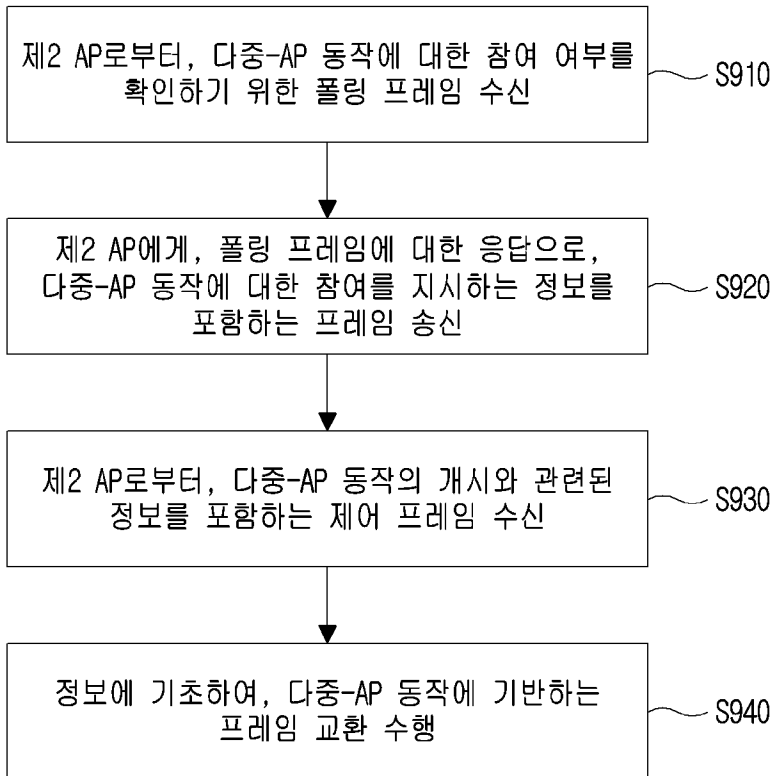 제2 AP로부터, 다중-AP 동작에 대한 참여 여부를
확인하기 위한 폴링 프레임 수신
S910
제2 AP에게, 폴링 프레임에 대한 응답으로,
다중-AP 동작에 대한 참여를 지시하는 정보를
포함하는 프레임 송신
S920
제2 AP로부터, 다중-AP 동작의 개시와 관련된
정보를 포함하는 제어 프레임 수신
S930
정보에 기초하여, 다중-AP 동작에 기반하는
프레임 교환 수행
S940